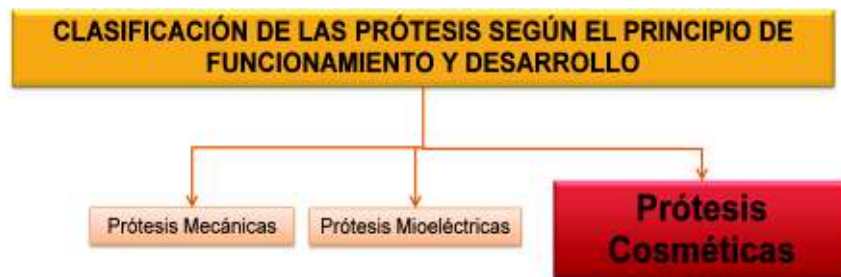 CLASIFICACIÓN DE LAS PRÓTESIS SEGÚN EL PRINCIPIO DE
FUNCIONAMIENTO Y DESARROLLO
Prótesis Mecánicas
Prótesis Mioeléctricas
Prótesis
Cosméticas